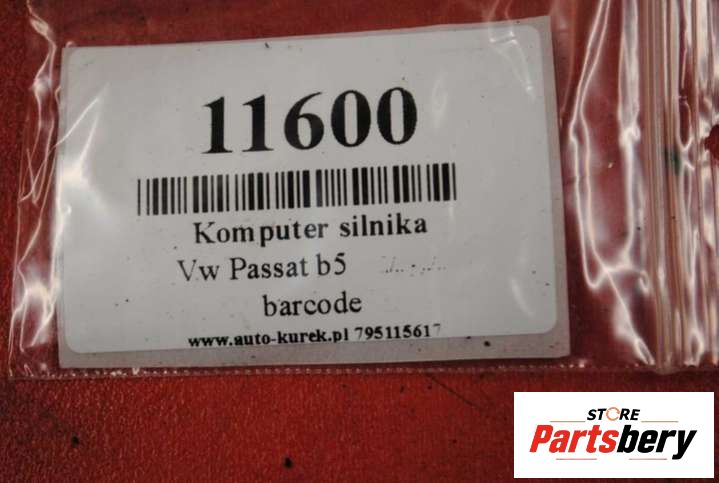 11600
Komputer silnika
Vw Passat b5
barcode
www.auto-kurek.pl 795115617
STORE
Partsbery